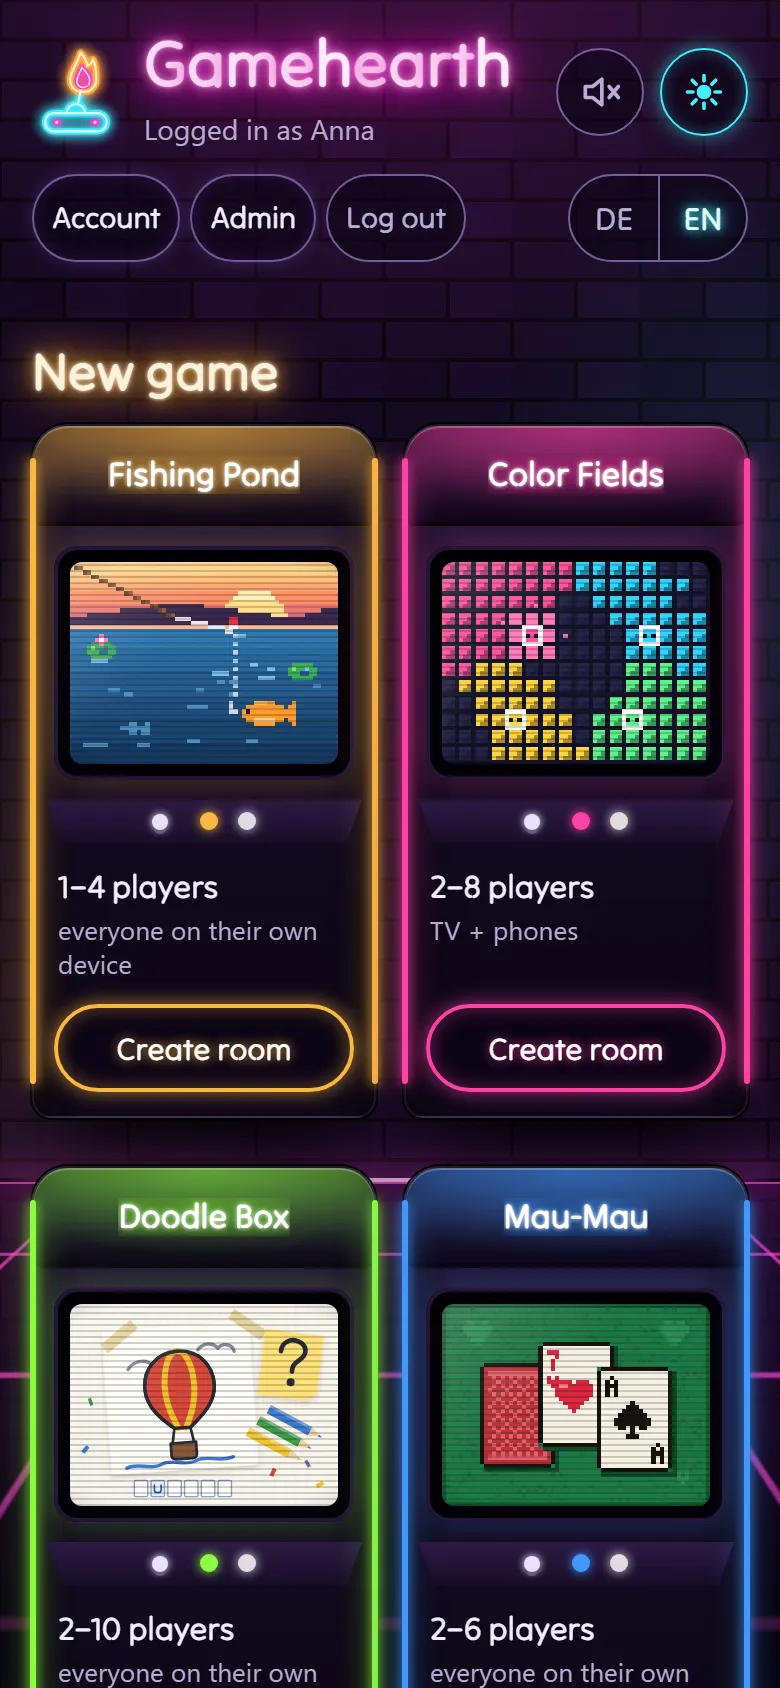 Gamehearth
Logged in as Anna
Account
Admin
Log out
DE
EN
New game
Fishing Pond
Color Fields
1–4 players
everyone on their own
device
Create room
2–8 players
TV + phones
Create room
Doodle Box
Mau-Mau
?
U
7
A
A
2–10 players
everyone on their own
2–6 players
everyone on their own